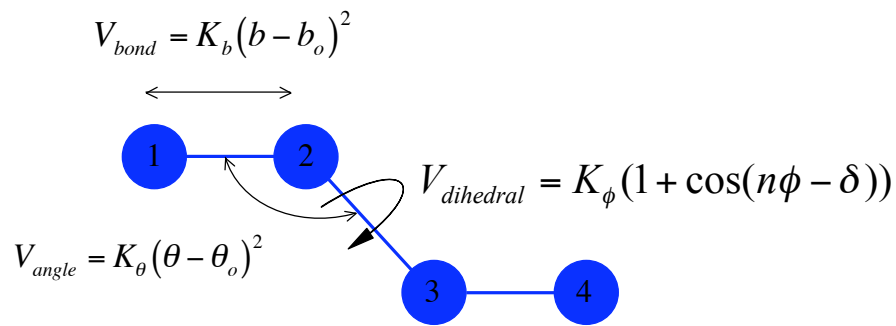 V_bond = K_b(b − b_o)^2
1
2
V_dihedral = K_ϕ(1 + cos(nϕ − δ))
V_angle = K_θ(θ − θ_o)^2
3
4